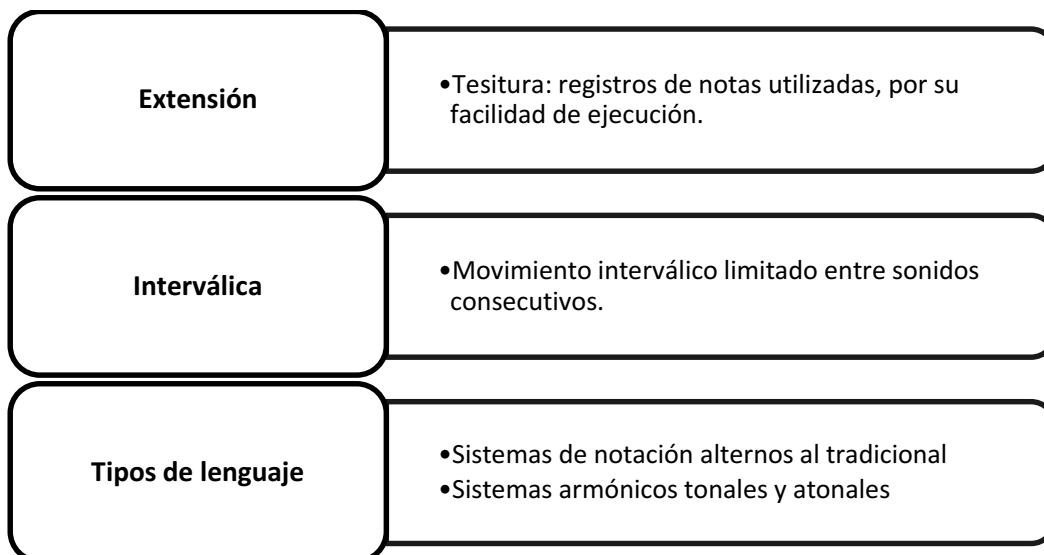 Extensión
•Tesitura: registros de notas utilizadas, por su
facilidad de ejecución.
Interválica
•Movimiento interválico limitado entre sonidos
consecutivos.
Tipos de lenguaje
•Sistemas de notación alternos al tradicional
•Sistemas armónicos tonales y atonales